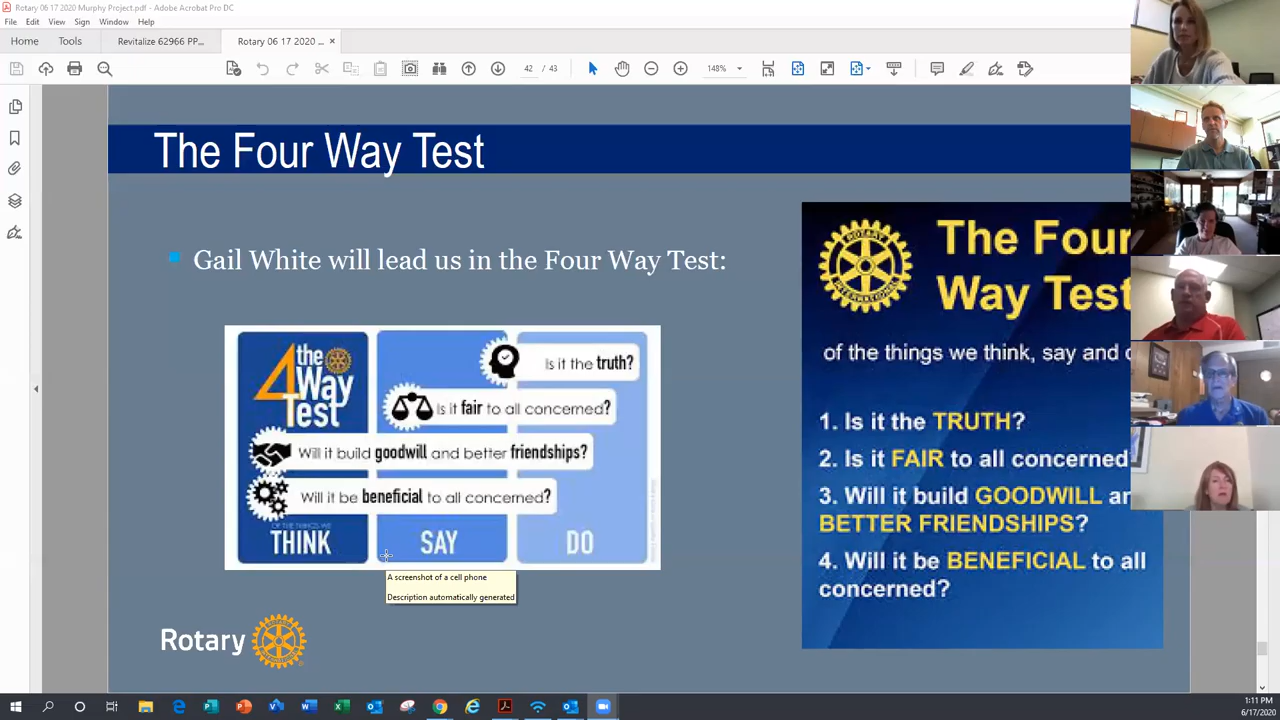 Rotary 06 17 2020 Murphy Project.pdf - Adobe Acrobat Pro DC
File Edit View Sign Window Help
Home Tools Revitalize 62966 PP... Rotary 06 17 2020 ... ×
42 / 43 148%
The Four Way Test
Gail White will lead us in the Four Way Test:
the
4 Way
Test
Is it the truth?
Is it fair to all concerned?
Will it build goodwill and better friendships?
Will it be beneficial to all concerned?
OF THE THINGS WE
THINK SAY DO
A screenshot of a cell phone
Description automatically generated
Rotary
ROTARY
INTERNATIONAL
The Four
Way Test
of the things we think, say and
1. Is it the TRUTH?
2. Is it FAIR to all concerned
3. Will it build GOODWILL
BETTER FRIENDSHIPS?
4. Will it be BENEFICIAL to all
concerned?
1:11 PM
6/17/2020